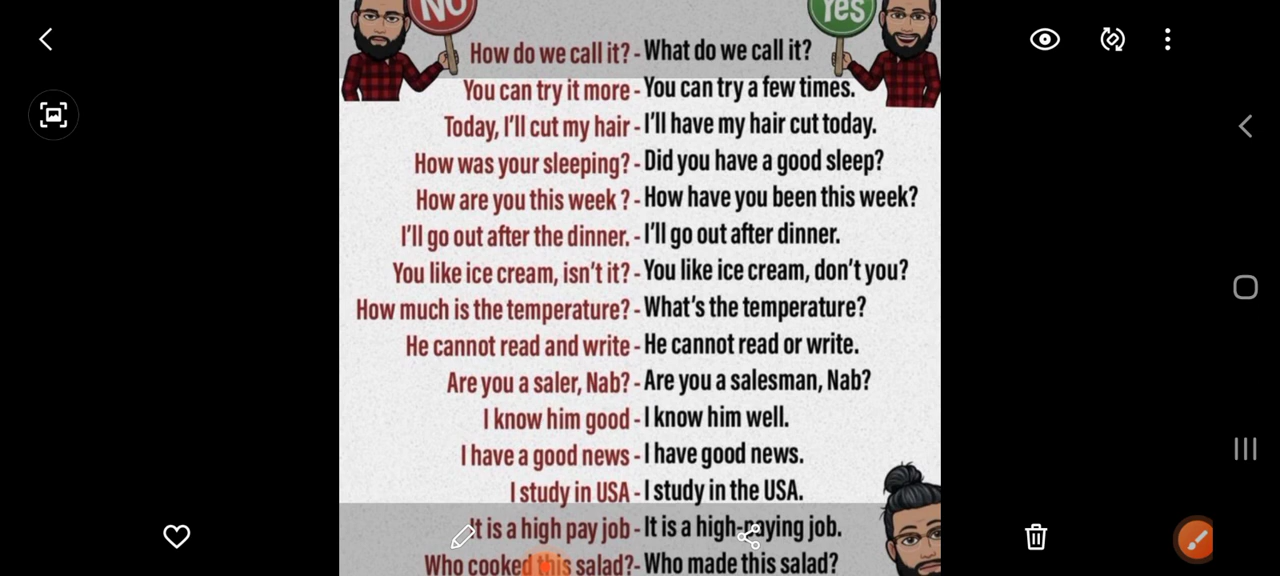 NO
Yes
How do we call it? - What do we call it?
You can try it more - You can try a few times.
Today, I'll cut my hair - I'll have my hair cut today.
How was your sleeping? - Did you have a good sleep?
How are you this week ? - How have you been this week?
I'll go out after the dinner. - I'll go out after dinner.
You like ice cream, isn't it? - You like ice cream, don't you?
How much is the temperature? - What's the temperature?
He cannot read and write - He cannot read or write.
Are you a saler, Nab? - Are you a salesman, Nab?
I know him good - I know him well.
I have a good news - I have good news.
I study in USA - I study in the USA.
It is a high pay job - It is a high-paying job.
Who cooked this salad? - Who made this salad?